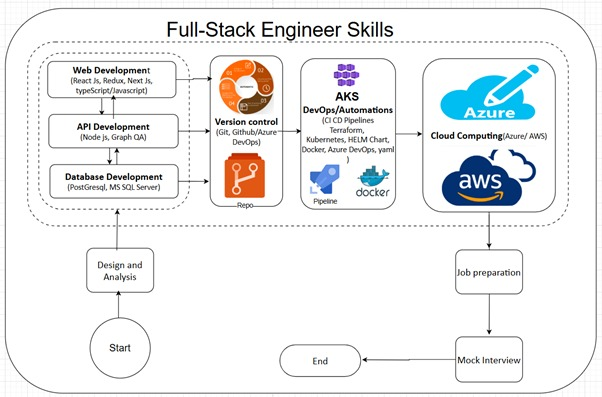 Full-Stack Engineer Skills
Web Development
(React Js, Redux, Next Js,
typeScript/Javascript)
API Development
(Node js, Graph QA)
Database Development
(PostGresql, MS SQL Server)
Version control
(Git, Github/Azure
DevOps)
Repo
AKS
DevOps/Automations
(CI CD Pipelines
Terraform,
Kubernetes, HELM Chart,
Docker, Azure DevOps, yaml
)
Pipeline
docker
Azure
Cloud Computing(Azure/ AWS)
aws
Design and
Analysis
Start
Job preparation
Mock Interview
End